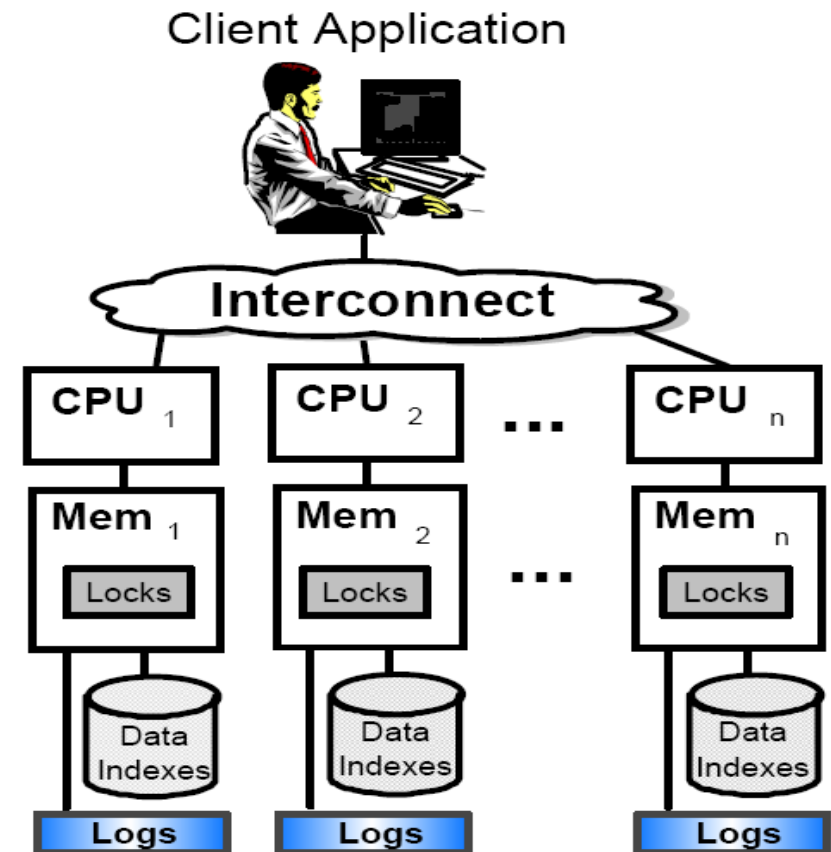 Client Application
Interconnect
CPU 1 CPU 2 ... CPU n
Mem 1 Mem 2 ... Mem n
Locks Locks Locks
Data Data Data
Indexes Indexes Indexes
Logs Logs Logs